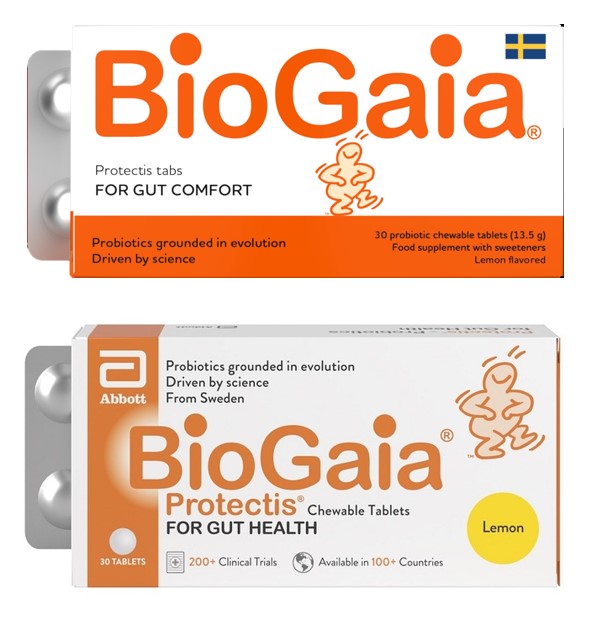 BioGaia®
Protectis tabs
FOR GUT COMFORT
Probiotics grounded in evolution
Driven by science
30 probiotic chewable tablets (13.5 g)
Food supplement with sweeteners
Lemon flavored
Abbott
Probiotics grounded in evolution
Driven by science
From Sweden
BioGaia®
™
Protectis® Chewable Tablets
FOR GUT HEALTH
Lemon
30 TABLETS
200+ Clinical Trials
Available in 100+ Countries